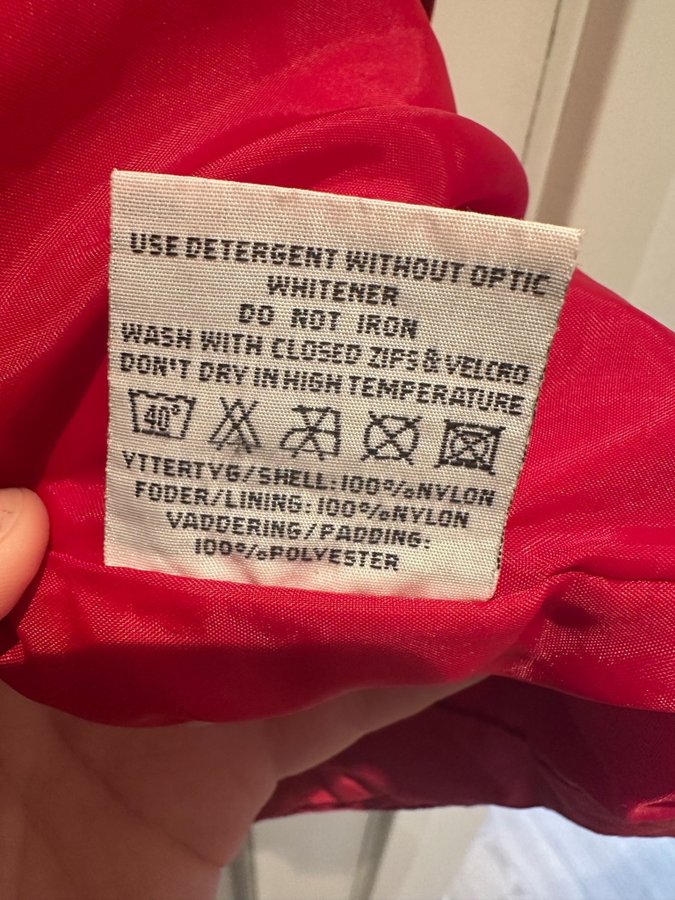 USE DETERGENT WITHOUT OPTIC
WHITENER
DO NOT IRON
WASH WITH CLOSED ZIPS & VELCRO
DON'T DRY IN HIGH TEMPERATURE
40°
YTTERTYG/SHELL:100%NYLON
FODER/LINING:100%NYLON
VADDERING/PADDING:
100%POLYESTER